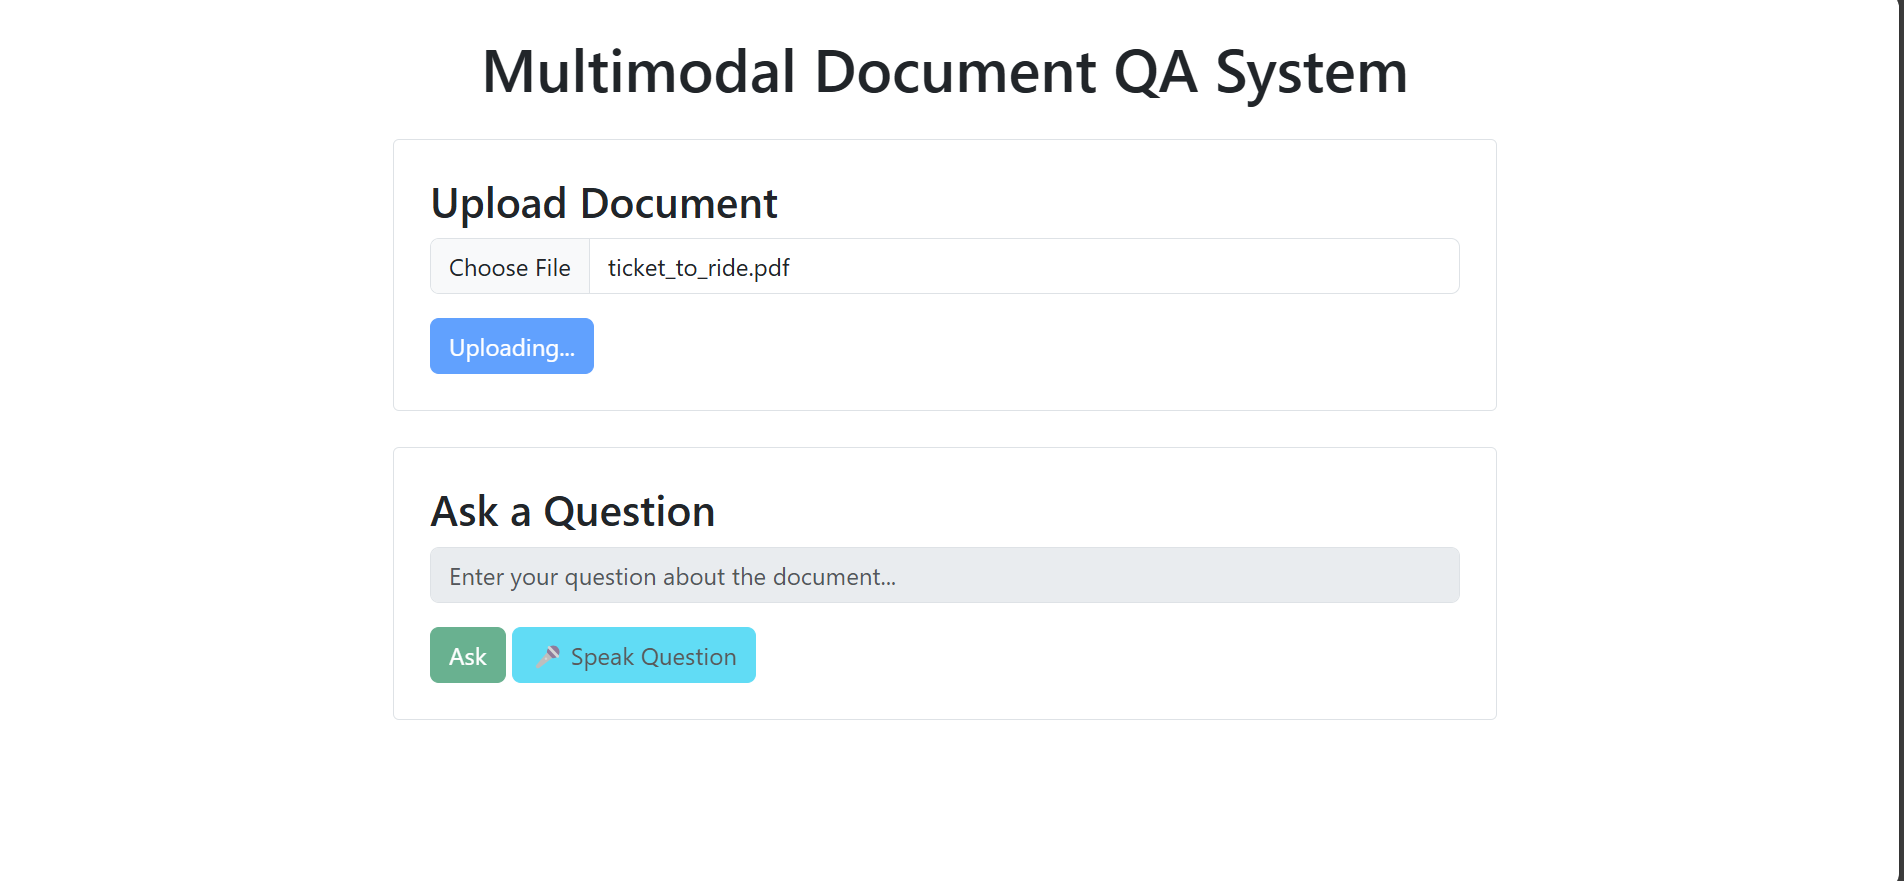 Multimodal Document QA System
Upload Document
Choose File ticket_to_ride.pdf
Uploading...
Ask a Question
Enter your question about the document...
Ask 🎤 Speak Question